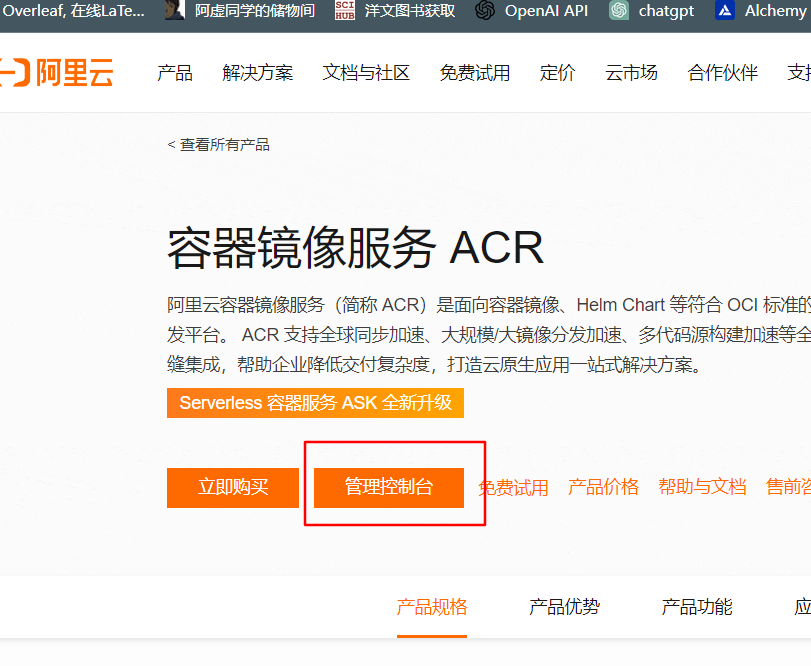 Overleaf, 在线LaTe... 阿虚同学的储物间 SCI HUB 洋文图书获取 OpenAI API chatgpt Alchemy
阿里云 产品 解决方案 文档与社区 免费试用 定价 云市场 合作伙伴 支
< 查看所有产品
容器镜像服务 ACR
阿里云容器镜像服务（简称 ACR）是面向容器镜像、Helm Chart 等符合 OCI 标准的
发平台。 ACR 支持全球同步加速、大规模/大镜像分发加速、多代码源构建加速等全
缝集成，帮助企业降低交付复杂度，打造云原生应用一站式解决方案。
Serverless 容器服务 ASK 全新升级
立即购买 管理控制台 免费试用 产品价格 帮助与文档 售前咨
产品规格 产品优势 产品功能 应